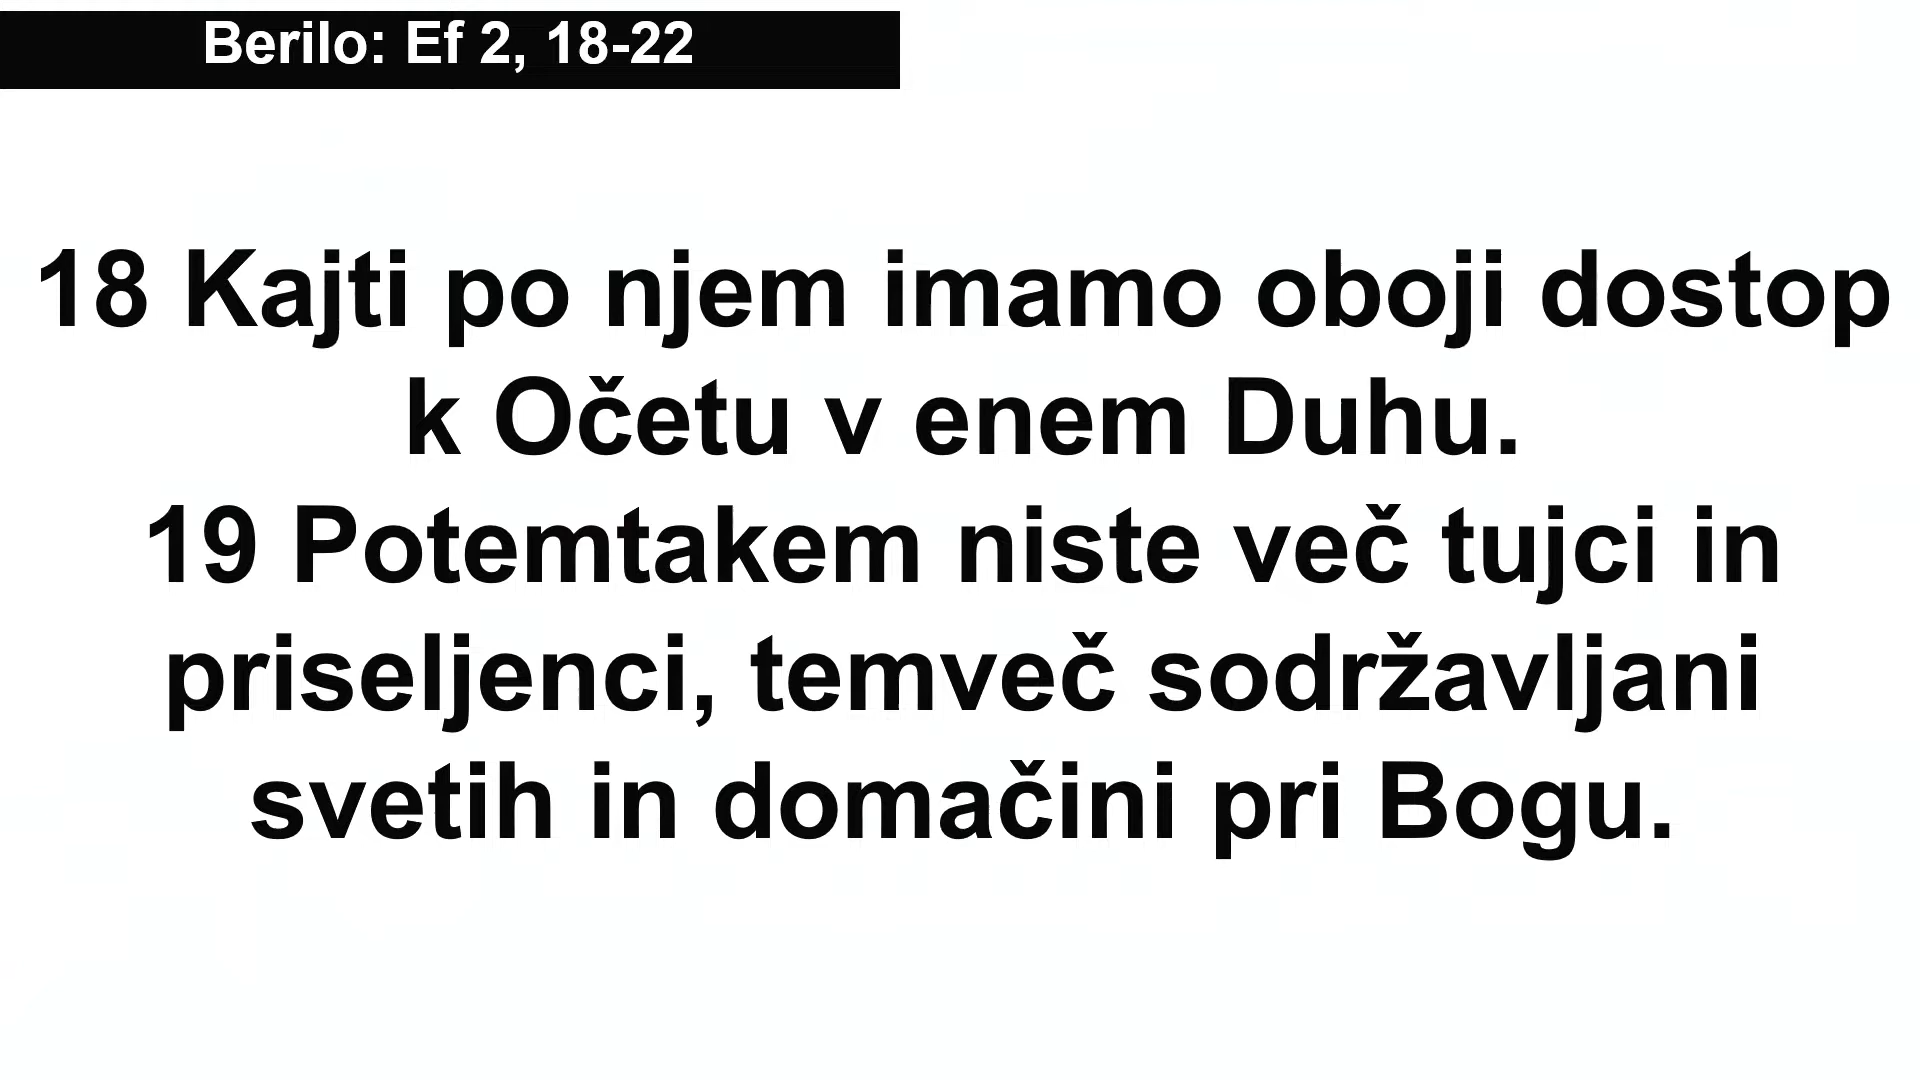 Berilo: Ef 2, 18-22
18 Kajti po njem imamo oboji dostop
k Očetu v enem Duhu.
19 Potemtakem niste več tujci in
priseljenci, temveč sodržavljani
svetih in domačini pri Bogu.